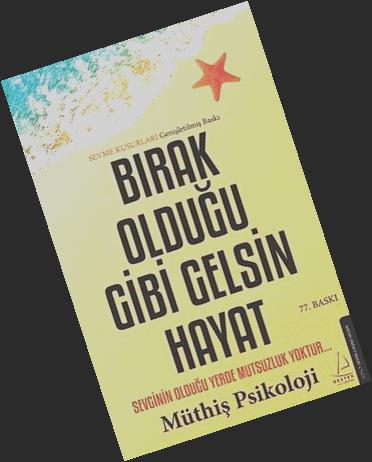 SEVME KUSURLARI Genişletilmiş Baskı
BIRAK
OLDUĞU
GİBİ GELSİN
HAYAT
77. BASKI
SEVGİNİN OLDUĞU YERDE MUTSUZLUK YOKTUR...
Müthiş Psikoloji
DESTEK